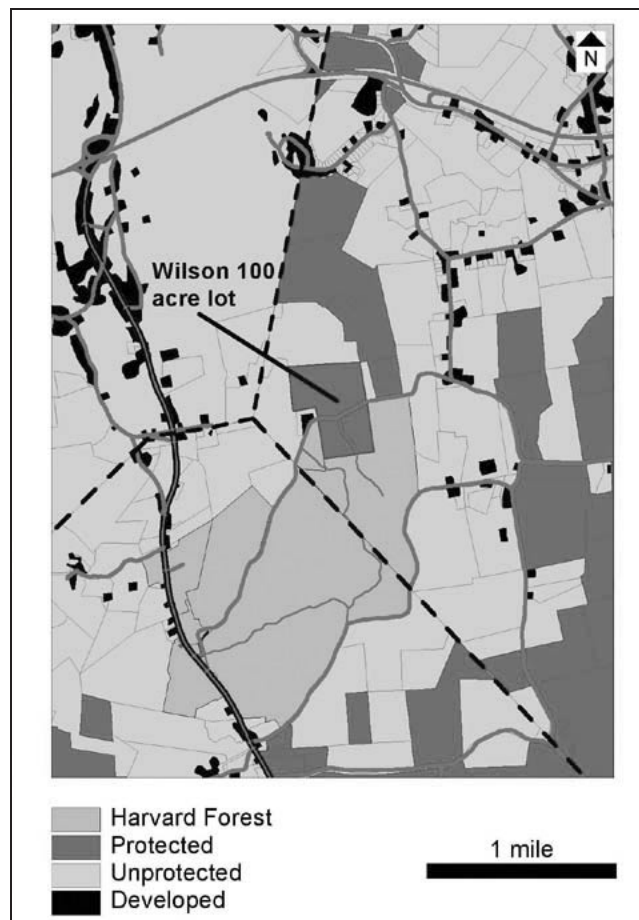 N
Wilson 100
acre lot
Harvard Forest
Protected
Unprotected
Developed
1 mile